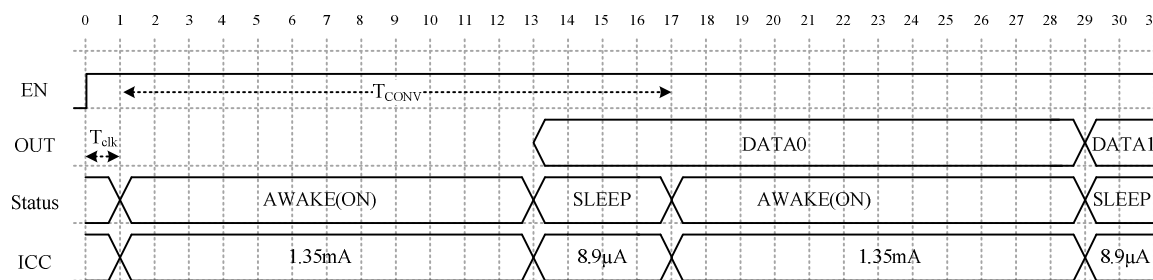 0 1 2 3 4 5 6 7 8 9 10 11 12 13 14 15 16 17 18 19 20 21 22 23 24 25 26 27 28 29 30
EN
T_CONV
OUT
T_clk
DATA0
DATA1
Status
AWAKE(ON)
SLEEP
AWAKE(ON)
SLEEP
ICC
1.35mA
8.9μA
1.35mA
8.9μA